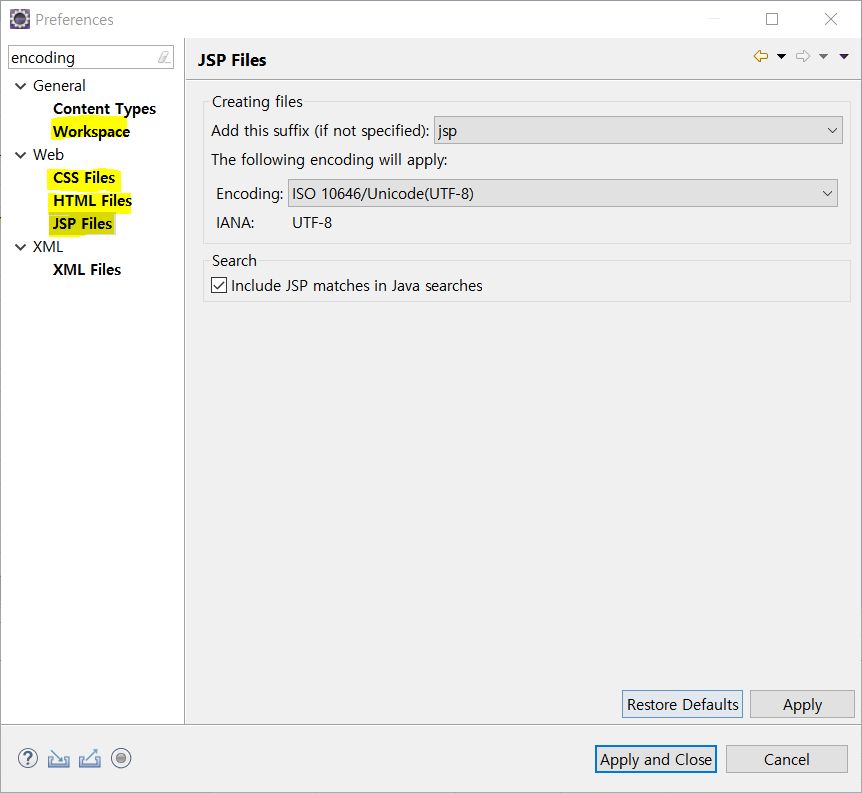 Preferences
encoding
General
Content Types
Workspace
Web
CSS Files
HTML Files
JSP Files
XML
XML Files
JSP Files
Creating files
Add this suffix (if not specified): jsp
The following encoding will apply:
Encoding: ISO 10646/Unicode(UTF-8)
IANA: UTF-8
Search
Include JSP matches in Java searches
Restore Defaults Apply
? Apply and Close Cancel